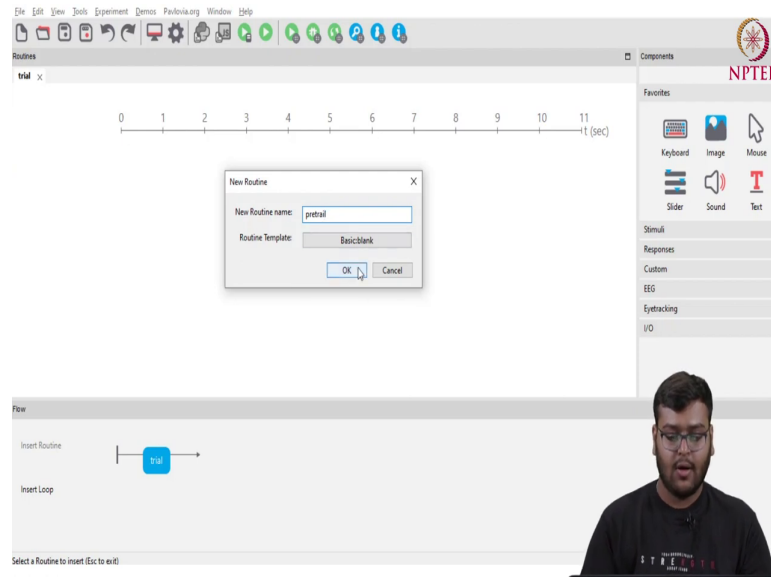 File Edit View Tools Experiment Demos Pavlovia.org Window Help
Routines
Components
trial ×
NPTEL
Favorites
0 1 2 3 4 5 6 7 8 9 10 11
t (sec)
Keyboard Image Mouse
New Routine X
New Routine name: pretrail
Slider Sound Text
Routine Template: Basic:blank
Stimuli
OK Cancel
Responses
Custom
EEG
Eyetracking
I/O
Flow
Insert Routine
trial
Insert Loop
STRENGTH
Select a Routine to insert (Esc to exit)